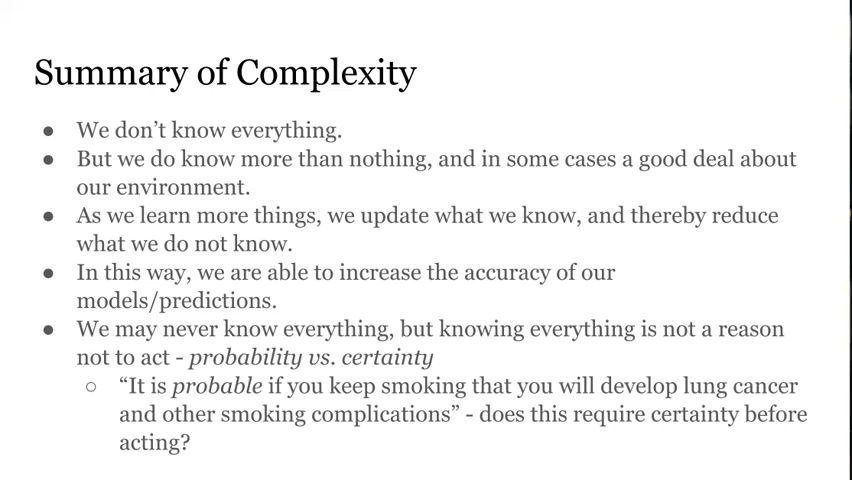 Summary of Complexity
● We don’t know everything.
● But we do know more than nothing, and in some cases a good deal about
our environment.
● As we learn more things, we update what we know, and thereby reduce
what we do not know.
● In this way, we are able to increase the accuracy of our
models/predictions.
● We may never know everything, but knowing everything is not a reason
not to act - probability vs. certainty
○ “It is probable if you keep smoking that you will develop lung cancer
and other smoking complications” - does this require certainty before
acting?